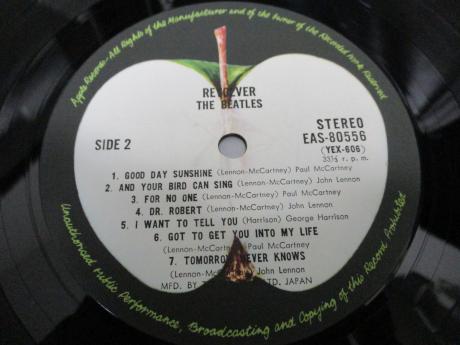 Apple Records - All Rights of the Manufacturer and of the Owner of the Recorded Work Reserved
REVOLVER
THE BEATLES
SIDE 2
STEREO
EAS-80556
(YEX-606)
33⅓ r. p. m.
1. GOOD DAY SUNSHINE (Lennon-McCartney) Paul McCartney
2. AND YOUR BIRD CAN SING (Lennon-McCartney) John Lennon
3. FOR NO ONE (Lennon-McCartney) Paul McCartney
4. DR. ROBERT (Lennon-McCartney) John Lennon
5. I WANT TO TELL YOU (Harrison) George Harrison
6. GOT TO GET YOU INTO MY LIFE
(Lennon-McCartney) Paul McCartney
7. TOMORROW NEVER KNOWS
(Lennon-McCartney) John Lennon
MFD. BY LTD. JAPAN
Unauthorised Public Performance, Broadcasting and Copying of this Record Prohibited